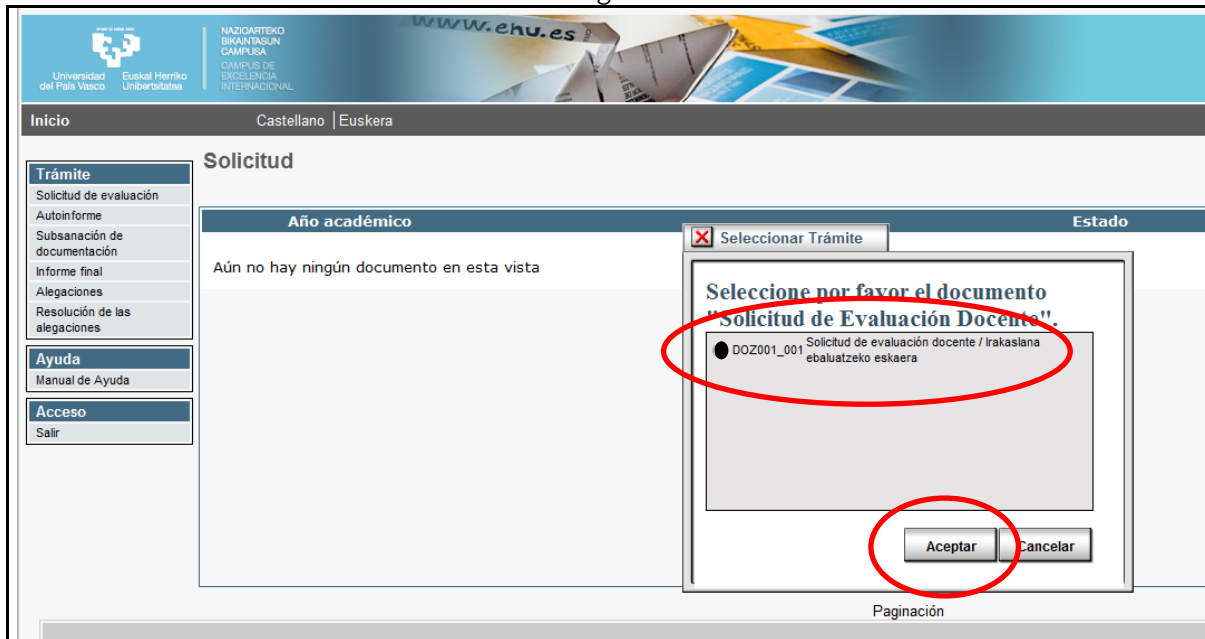 www.ehu.es
NAZIOARTEKO
BIKAINTASUN
CAMPUSA
CAMPUS DE
EXCELENCIA
INTERNACIONAL
Universidad
del País Vasco
Euskal Herriko
Unibertsitatea
Inicio
Castellano | Euskera
Solicitud
Trámite
Solicitud de evaluación
Autoinforme
Subsanación de
documentación
Informe final
Alegaciones
Resolución de las
alegaciones
Ayuda
Manual de Ayuda
Acceso
Salir
Año académico
Estado
Aún no hay ningún documento en esta vista
Seleccionar Trámite
Seleccione por favor el documento
"Solicitud de Evaluación Docente".
DOZ001_001 Solicitud de evaluación docente / Irakaslana
ebaluatzeko eskaera
Aceptar
Cancelar
Paginación